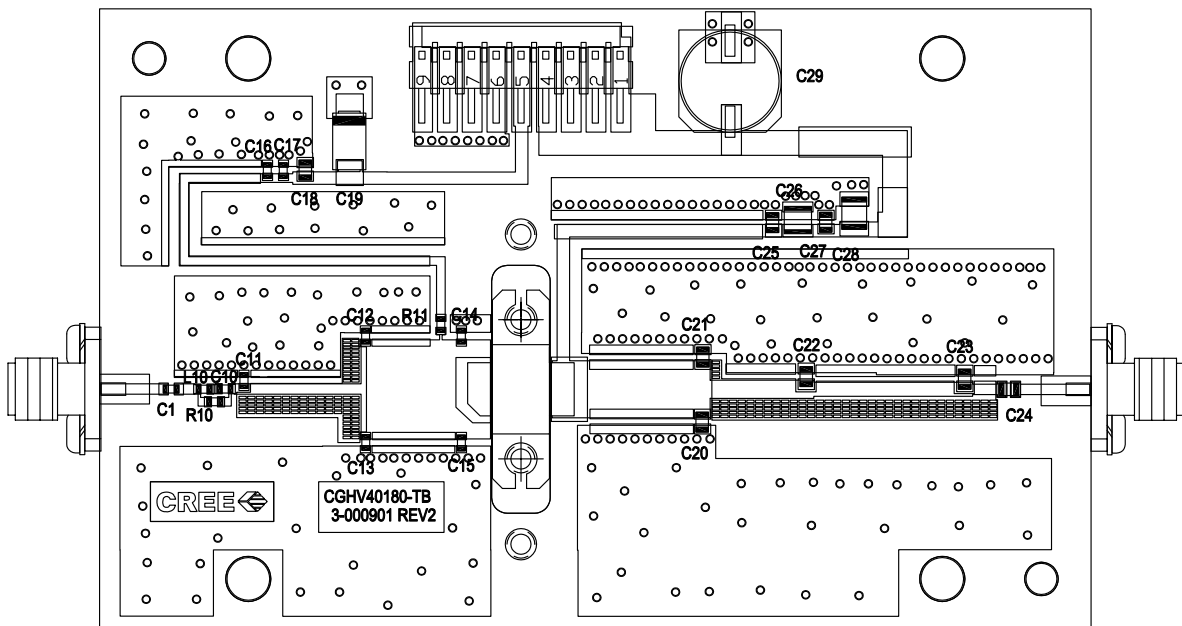 9 8 7 6 5 4 3 2 1
C29
C16 C17
C18 C19
C26
C25 C27 C28
C12 R11 C14
C21
C22 C23
C11
L10 C10
C1
R10
C24
C13 C15
C20
CREE
CGHV40180-TB
3-000901 REV2